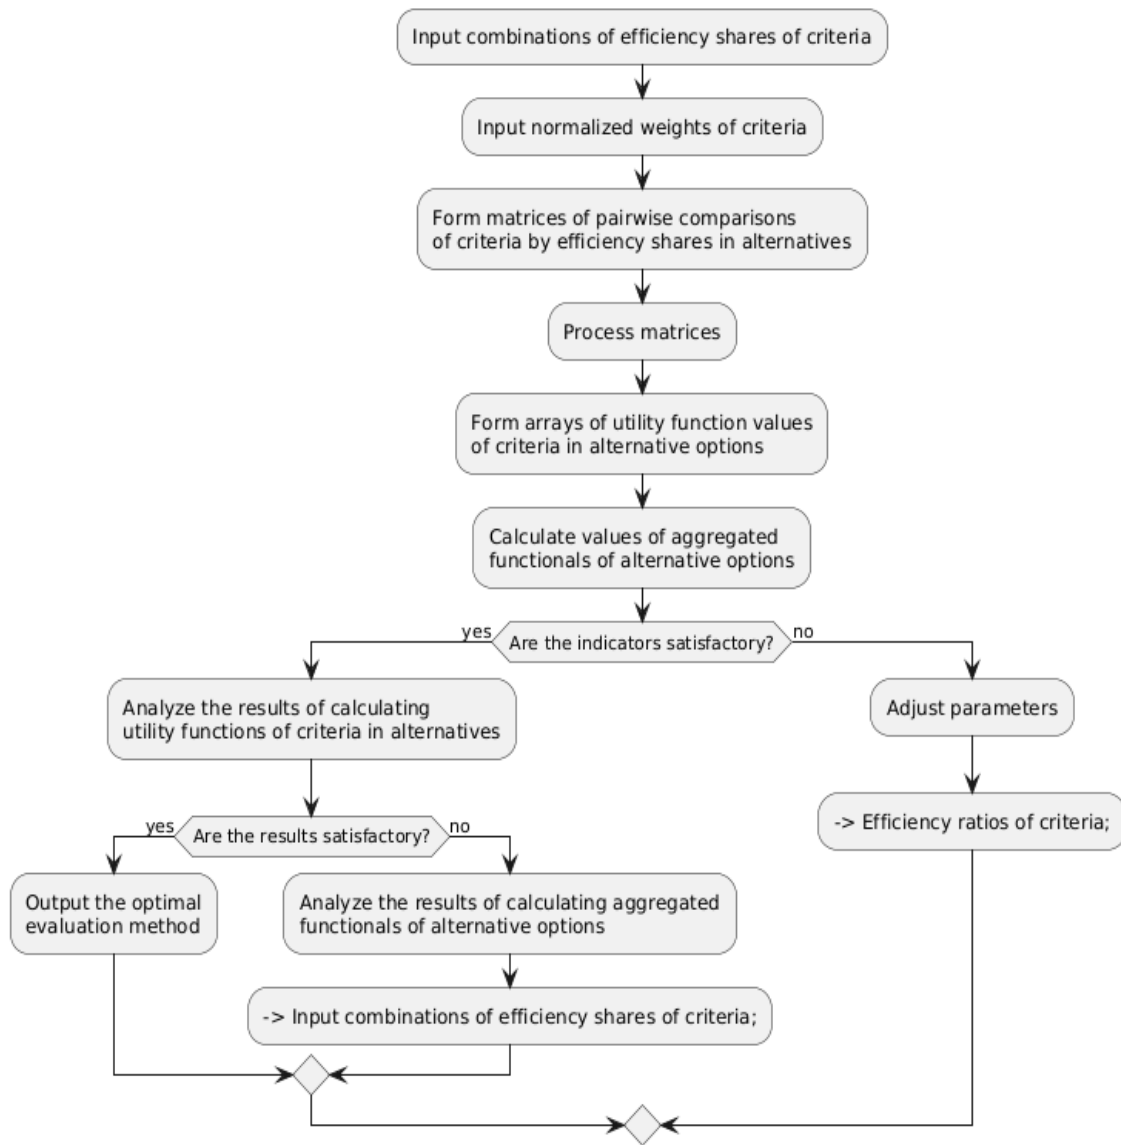 Input combinations of efficiency shares of criteria
Input normalized weights of criteria
Form matrices of pairwise comparisons
of criteria by efficiency shares in alternatives
Process matrices
Form arrays of utility function values
of criteria in alternative options
Calculate values of aggregated
functionals of alternative options
yes
Are the indicators satisfactory?
no
Analyze the results of calculating
utility functions of criteria in alternatives
Adjust parameters
yes
Are the results satisfactory?
no
-> Efficiency ratios of criteria;
Output the optimal
evaluation method
Analyze the results of calculating aggregated
functionals of alternative options
-> Input combinations of efficiency shares of criteria;